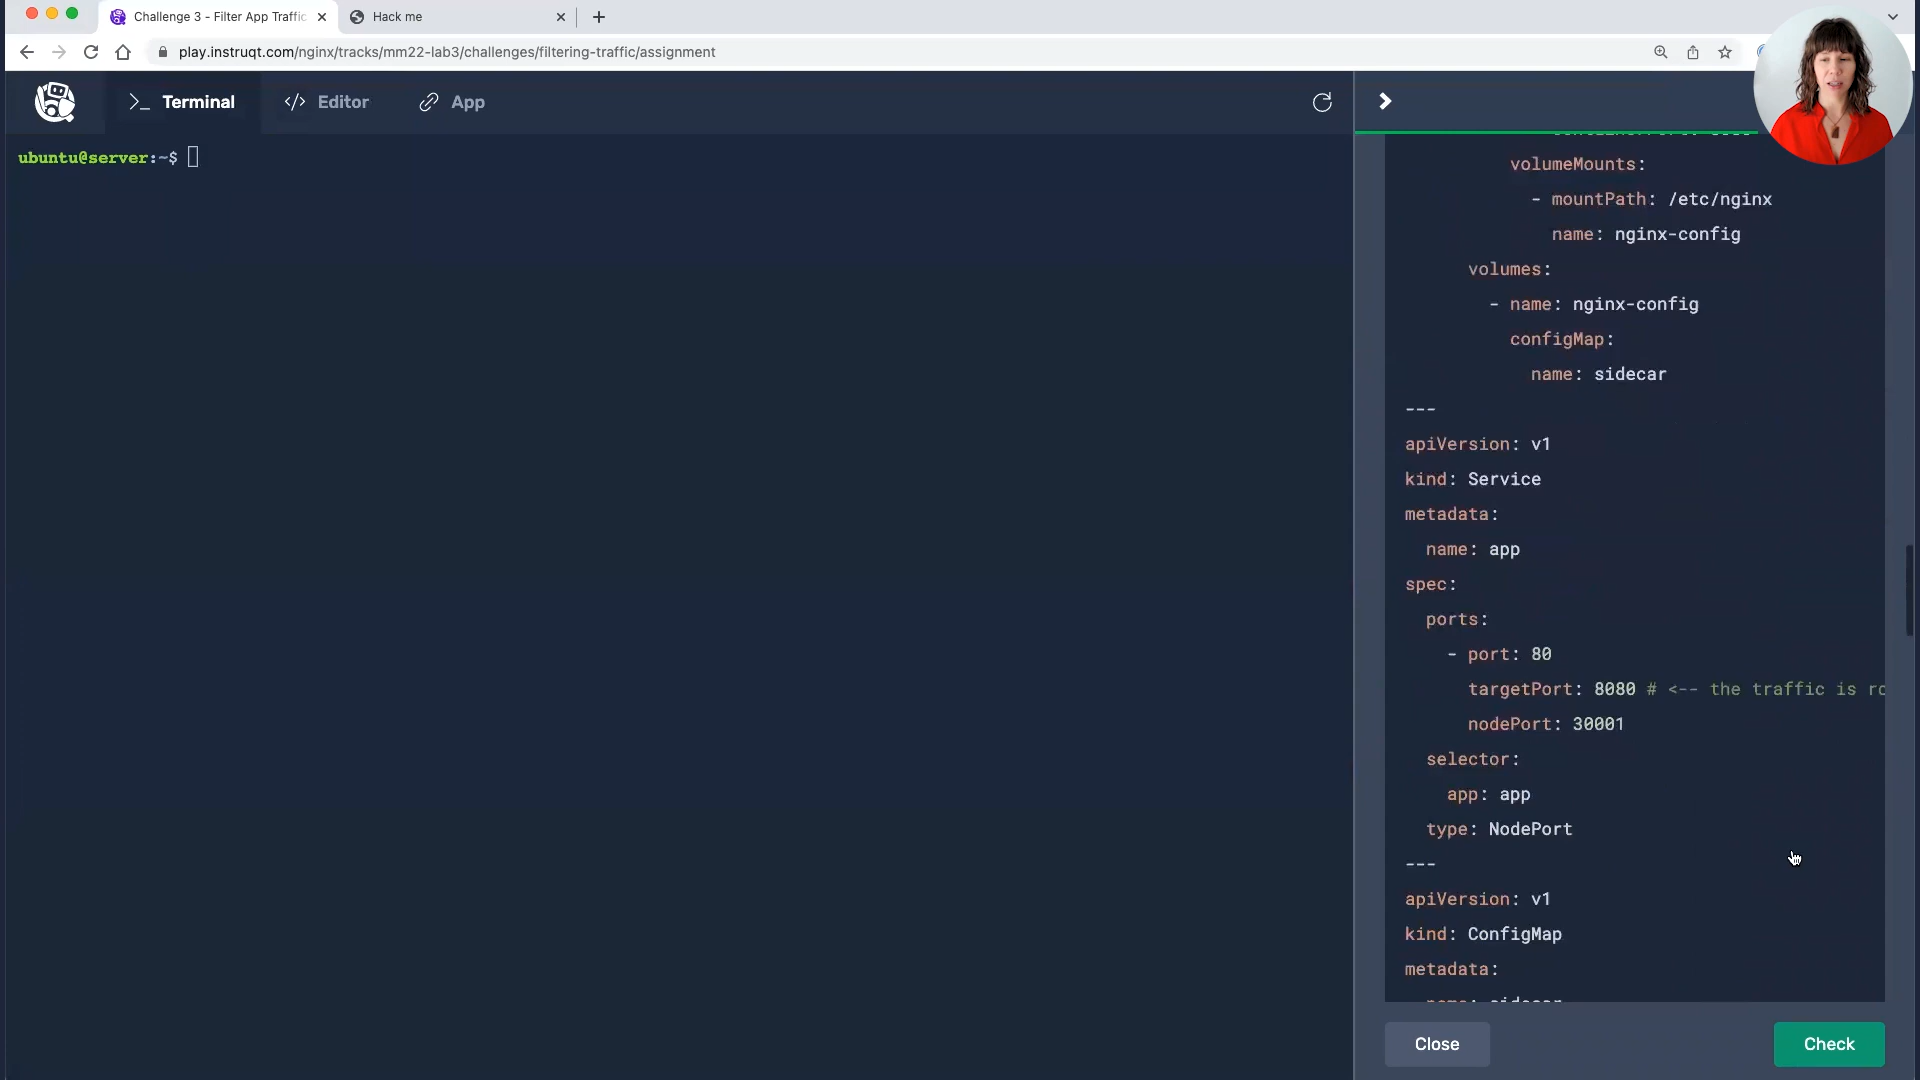 Challenge 3 - Filter App Traffic
Hack me
play.instruqt.com/nginx/tracks/mm22-lab3/challenges/filtering-traffic/assignment
Terminal
Editor
App
ubuntu@server:~$
volumeMounts:
- mountPath: /etc/nginx
name: nginx-config
volumes:
- name: nginx-config
configMap:
name: sidecar
---
apiVersion: v1
kind: Service
metadata:
name: app
spec:
ports:
- port: 80
targetPort: 8080 # <-- the traffic is
nodePort: 30001
selector:
app: app
type: NodePort
---
apiVersion: v1
kind: ConfigMap
metadata:
Close
Check